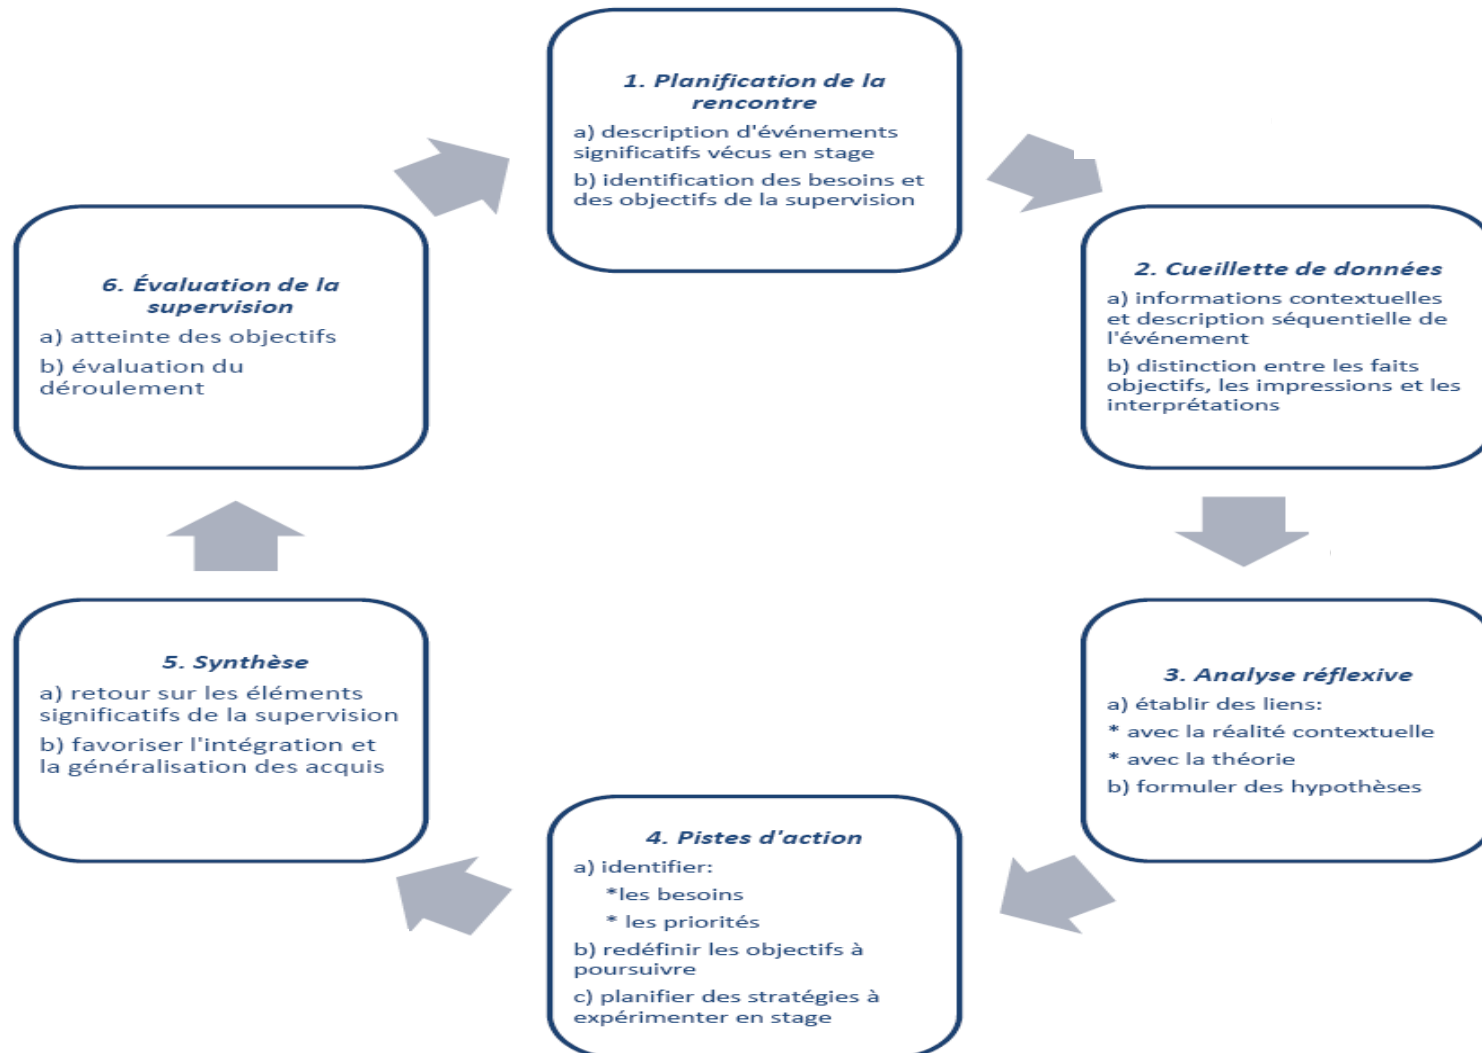 1. Planification de la
rencontre
a) description d'événements
significatifs vécus en stage
b) identification des besoins et
des objectifs de la supervision
2. Cueillette de données
a) informations contextuelles
et description séquentielle de
l'événement
b) distinction entre les faits
objectifs, les impressions et les
interprétations
3. Analyse réflexive
a) établir des liens:
* avec la réalité contextuelle
* avec la théorie
b) formuler des hypothèses
4. Pistes d'action
a) identifier:
*les besoins
* les priorités
b) redéfinir les objectifs à
poursuivre
c) planifier des stratégies à
expérimenter en stage
5. Synthèse
a) retour sur les éléments
significatifs de la supervision
b) favoriser l'intégration et
la généralisation des acquis
6. Évaluation de la
supervision
a) atteinte des objectifs
b) évaluation du
déroulement